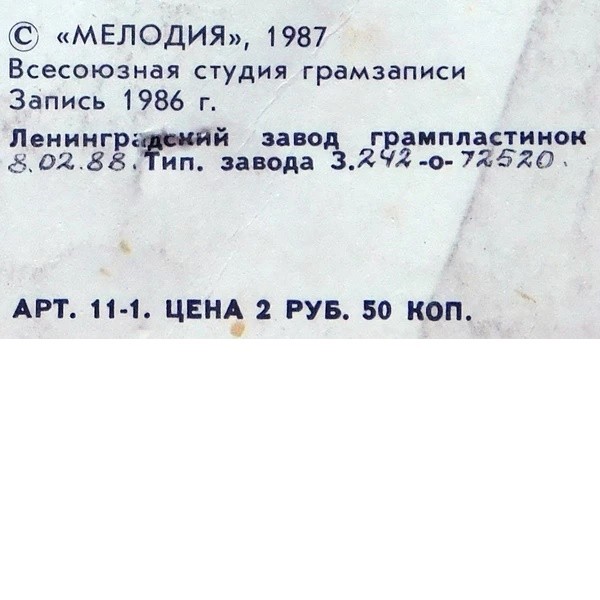 © «МЕЛОДИЯ», 1987
Всесоюзная студия грамзаписи
Запись 1986 г.
Ленинградский завод грампластинок
8.02.88. Тип. завода З.242-о-72520.
АРТ. 11-1. ЦЕНА 2 РУБ. 50 КОП.